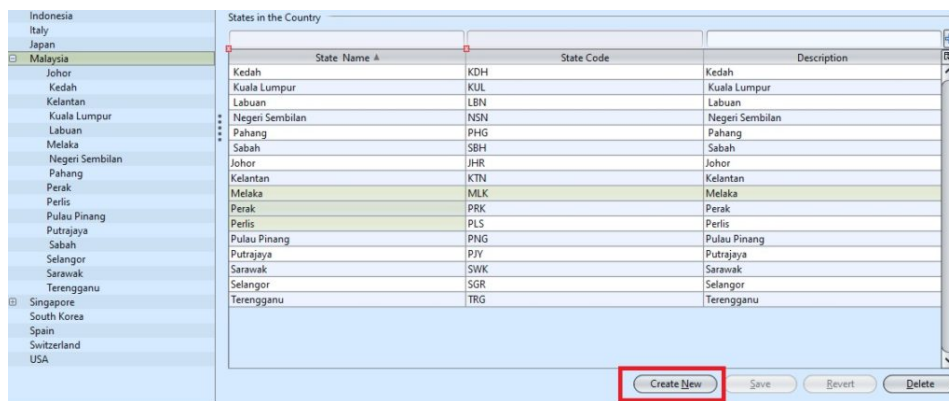 Indonesia
Italy
Japan
Malaysia
Johor
Kedah
Kelantan
Kuala Lumpur
Labuan
Melaka
Negeri Sembilan
Pahang
Perak
Perlis
Pulau Pinang
Putrajaya
Sabah
Selangor
Sarawak
Terengganu
Singapore
South Korea
Spain
Switzerland
USA
States in the Country
State Name State Code Description
Kedah KDH Kedah
Kuala Lumpur KUL Kuala Lumpur
Labuan LBN Labuan
Negeri Sembilan NSN Negeri Sembilan
Pahang PHG Pahang
Sabah SBH Sabah
Johor JHR Johor
Kelantan KTN Kelantan
Melaka MLK Melaka
Perak PRK Perak
Perlis PLS Perlis
Pulau Pinang PNG Pulau Pinang
Putrajaya PJY Putrajaya
Sarawak SWK Sarawak
Selangor SGR Selangor
Terengganu TRG Terengganu
Create New Save Revert Delete